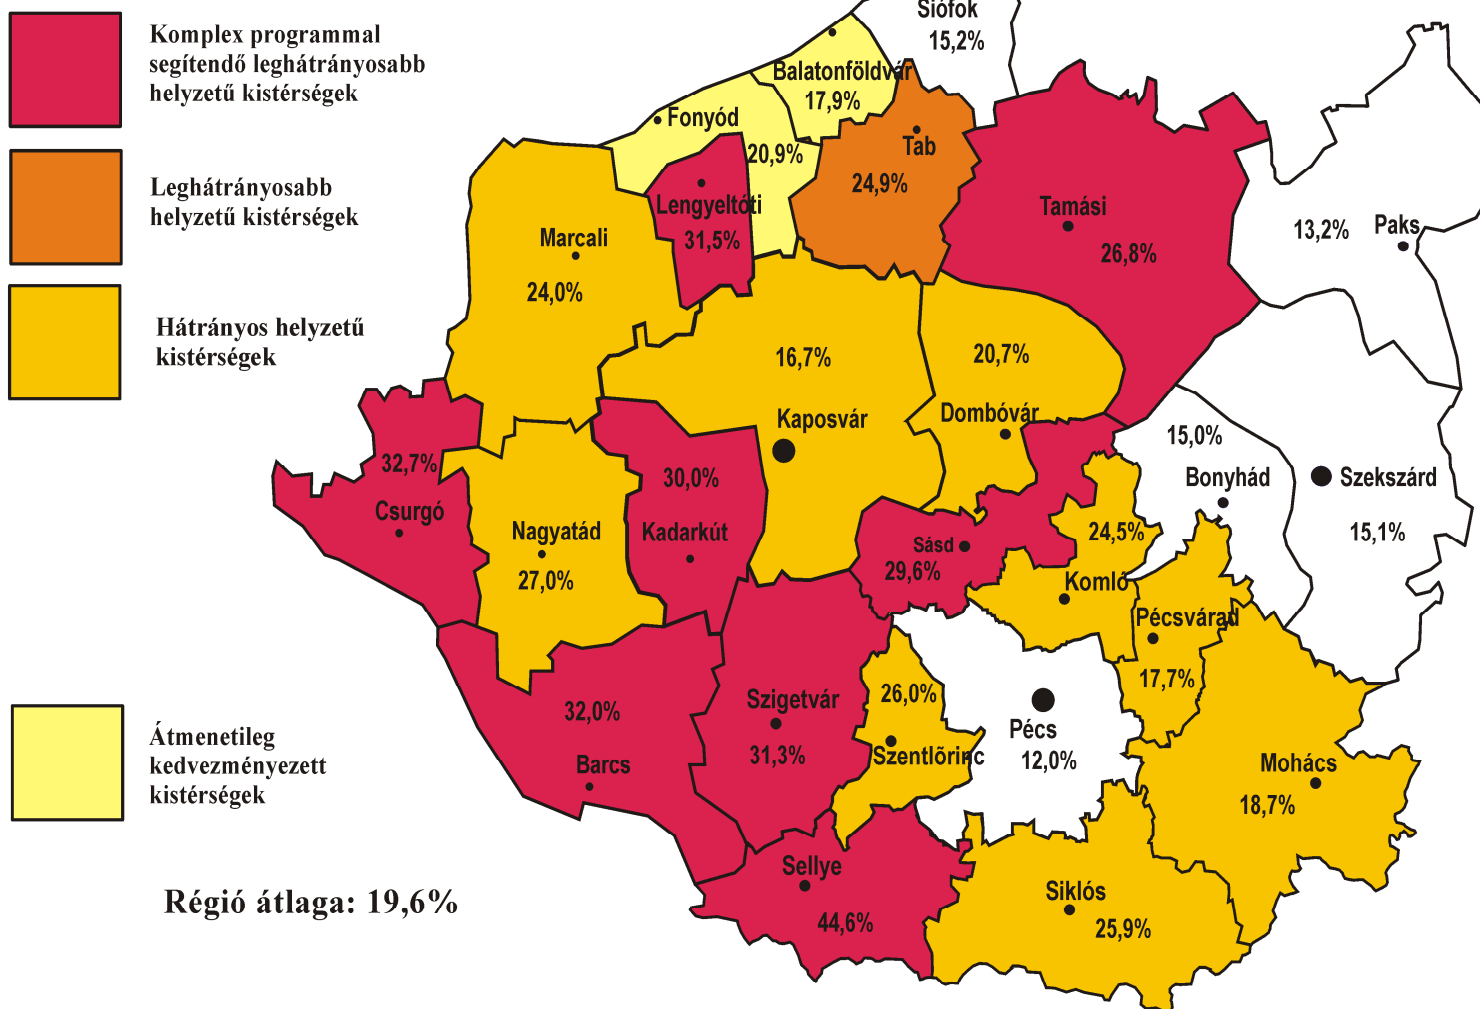 Komplex programmal
segítendő leghátrányosabb
helyzetű kistérségek
Leghátrányosabb
helyzetű kistérségek
Hátrányos helyzetű
kistérségek
Átmenetileg
kedvezményezett
kistérségek
Régió átlaga: 19,6%
Siófok
15,2%
Balatonföldvár
17,9%
Fonyód
20,9%
Tab
24,9%
Lengyeltóti
31,5%
Tamási
26,8%
Paks
13,2%
Marcali
24,0%
16,7%
Kaposvár
20,7%
Dombóvár
15,0%
Bonyhád
Szekszárd
15,1%
32,7%
Csurgó
30,0%
Kadarkút
Nagyatád
27,0%
Sásd
29,6%
24,5%
Komló
Pécsvárad
17,7%
32,0%
Barcs
Szigetvár
31,3%
26,0%
Szentlõrinc
Pécs
12,0%
Mohács
18,7%
Sellye
44,6%
Siklós
25,9%